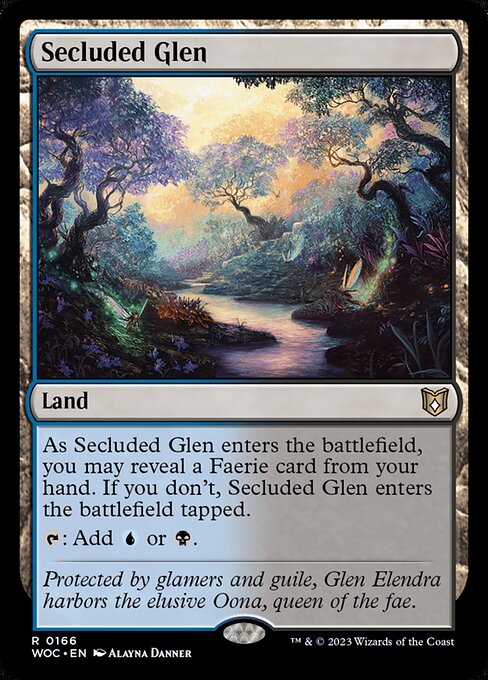 Secluded Glen
Land
As Secluded Glen enters the battlefield,
you may reveal a Faerie card from your
hand. If you don't, Secluded Glen enters
the battlefield tapped.
: Add or .
Protected by glamers and guile, Glen Elendra
harbors the elusive Oona, queen of the fae.
R 0166
WOC • EN Alayna Danner
™ & © 2023 Wizards of the Coast